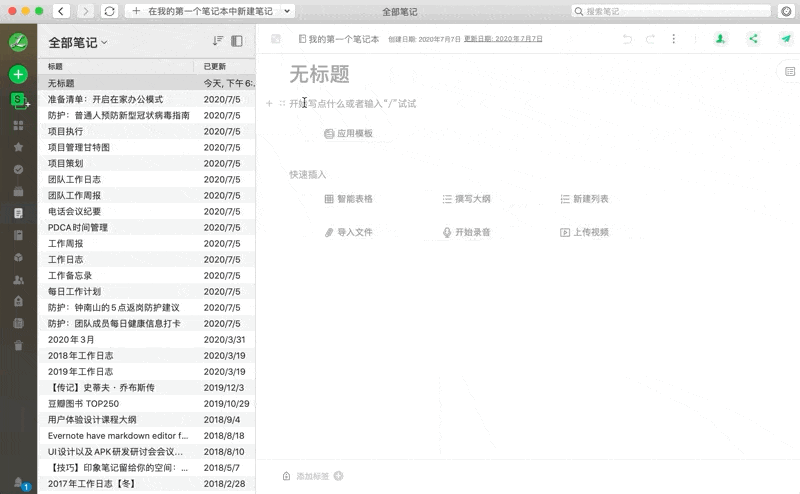 在我的第一个笔记本中新建笔记
全部笔记
搜索笔记
全部笔记
标题 已更新
无标题 今天, 下午 6:...
准备清单：开启在家办公模式 2020/7/5
防护：普通人预防新型冠状病毒指南 2020/7/5
项目执行 2020/7/5
项目管理甘特图 2020/7/5
项目策划 2020/7/5
团队工作日志 2020/7/5
团队工作周报 2020/7/5
电话会议纪要 2020/7/5
PDCA时间管理 2020/7/5
工作周报 2020/7/5
工作日志 2020/7/5
工作备忘录 2020/7/5
每日工作计划 2020/7/5
防护：钟南山的5点返岗防护建议 2020/7/5
防护：团队成员每日健康信息打卡 2020/7/5
2020年3月 2020/3/31
2018年工作日志 2020/3/19
2019年工作日志 2020/3/19
【传记】史蒂夫·乔布斯传 2019/12/3
豆瓣图书 TOP250 2019/10/29
用户体验设计课程大纲 2018/9/4
Evernote have markdown editor f... 2018/8/18
UI设计以及APK研发研讨会会议... 2018/8/10
【技巧】印象笔记留给你的空间：... 2018/5/7
2017年工作日志【冬】 2018/2/28
1
我的第一个笔记本 创建日期: 2020年7月7日 更新日期: 2020年7月7日
无标题
开始写点什么或者输入“/”试试
应用模板
快速插入
智能表格 撰写大纲 新建列表
导入文件 开始录音 上传视频
添加标签